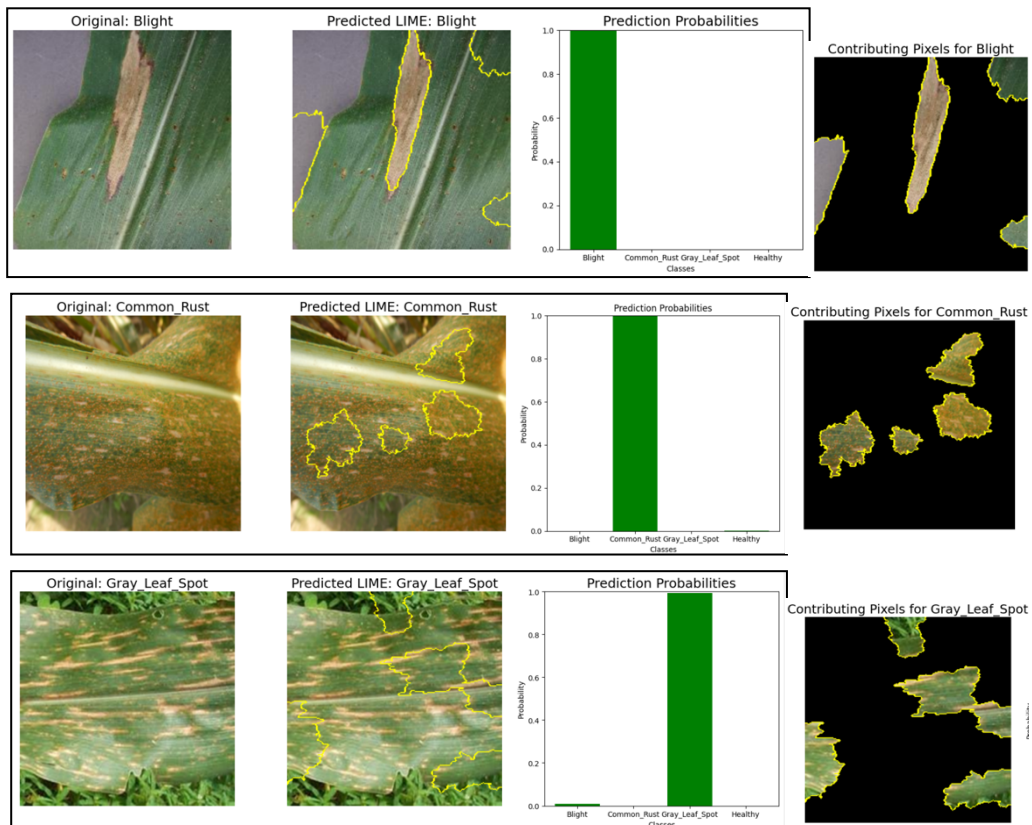 Original: Blight
Predicted LIME: Blight
Prediction Probabilities
Contributing Pixels for Blight
1.0
0.8
0.6
0.4
0.2
0.0
Probability
Blight Common_Rust Gray_Leaf_Spot Healthy
Classes
Original: Common_Rust
Predicted LIME: Common_Rust
Prediction Probabilities
Contributing Pixels for Common_Rust
1.0
0.8
0.6
0.4
0.2
0.0
Probability
Blight Common_Rust Gray_Leaf_Spot Healthy
Classes
Original: Gray_Leaf_Spot
Predicted LIME: Gray_Leaf_Spot
Prediction Probabilities
Contributing Pixels for Gray_Leaf_Spot
1.0
0.8
0.6
0.4
0.2
0.0
Probability
Blight Common_Rust Gray_Leaf_Spot Healthy
Classes
Probability